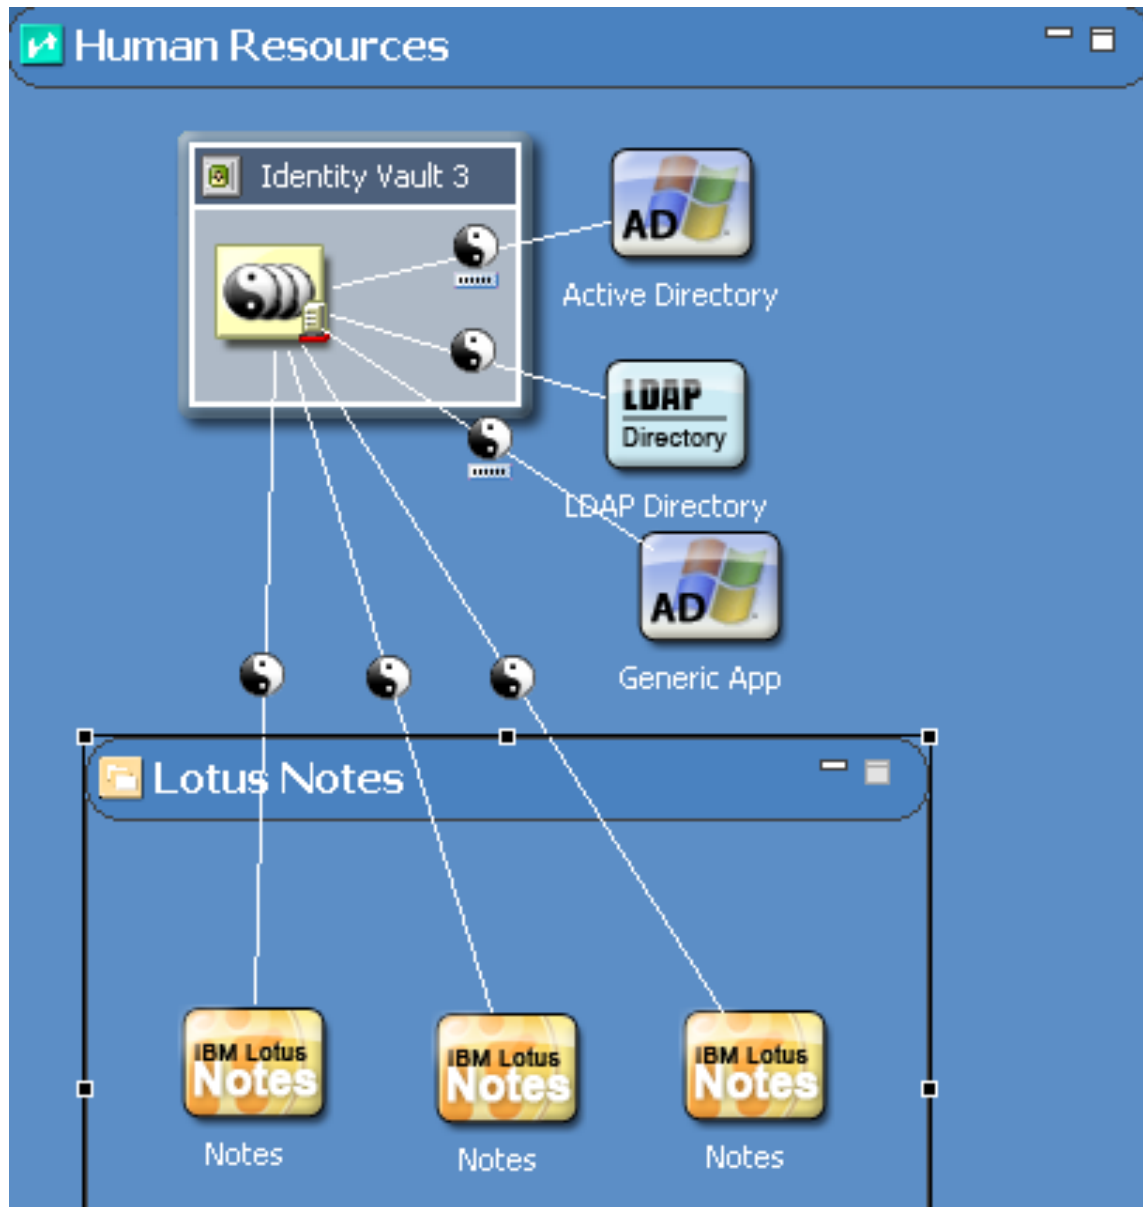 Human Resources
Identity Vault 3
AD
Active Directory
LDAP
Directory
LDAP Directory
AD
Generic App
Lotus Notes
IBM Lotus
Notes
Notes
IBM Lotus
Notes
Notes
IBM Lotus
Notes
Notes